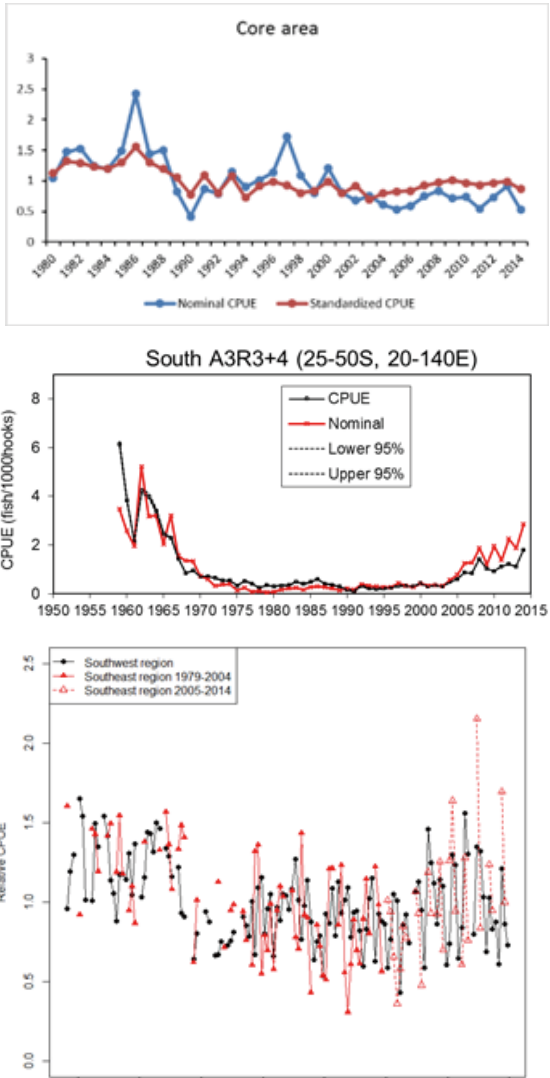 Core area
3
2.5
2
1.5
1
0.5
0
1980 1982 1984 1986 1988 1990 1992 1994 1996 1998 2000 2002 2004 2006 2008 2010 2012 2014
Nominal CPUE Standardized CPUE
South A3R3+4 (25-50S, 20-140E)
CPUE (fish/1000hooks)
8
6
4
2
0
CPUE
Nominal
Lower 95%
Upper 95%
1950 1955 1960 1965 1970 1975 1980 1985 1990 1995 2000 2005 2010 2015
Relative CPUE
2.5
2.0
1.5
1.0
0.5
0.0
Southwest region
Southeast region 1979-2004
Southeast region 2005-2014